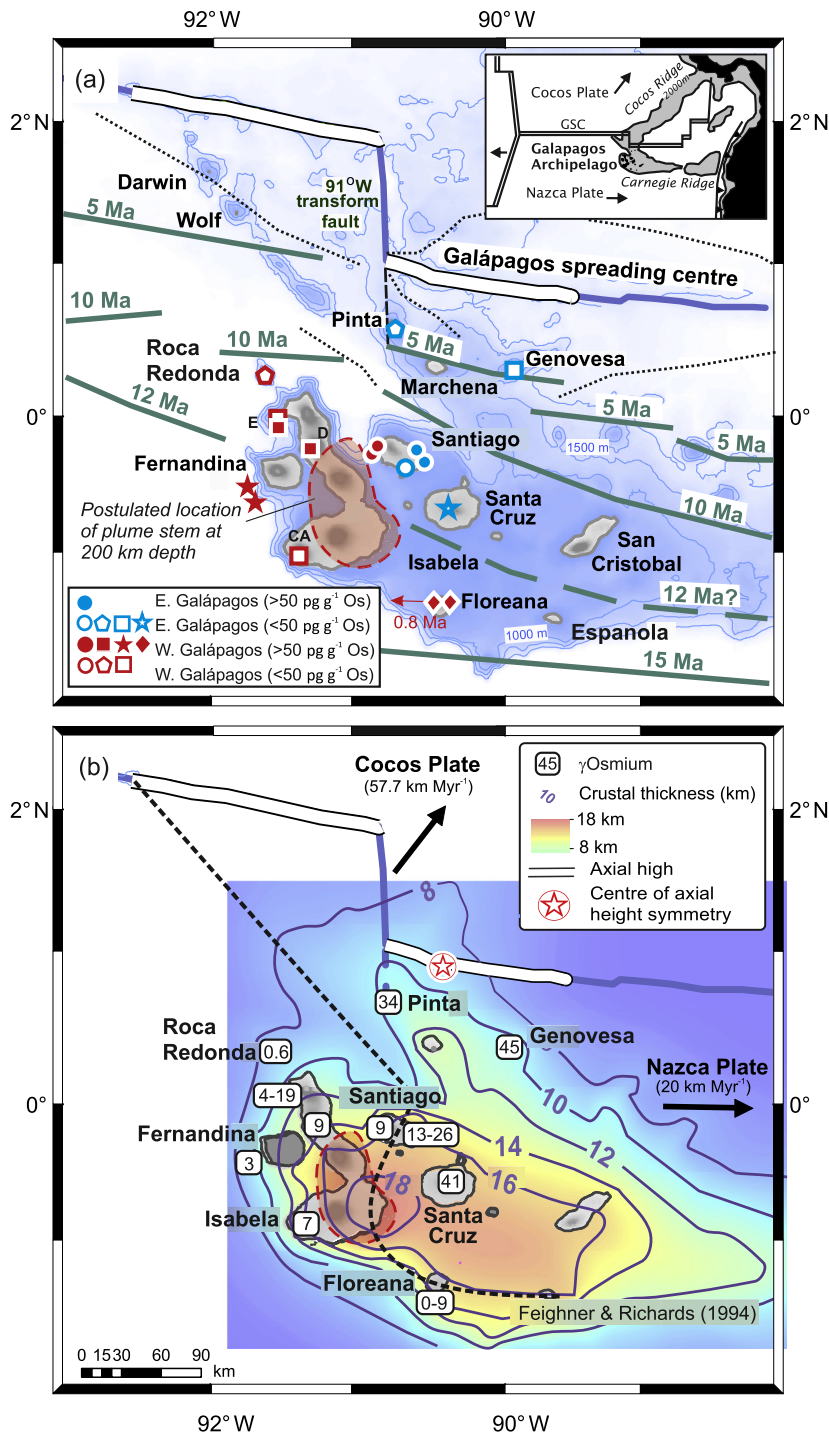 92°W
90°W
(a)
2°N
2°N
Cocos Plate
Cocos Ridge
2000m
GSC
Galapagos
Archipelago
Carnegie Ridge
Nazca Plate
Darwin
Wolf
91°W
transform
fault
5 Ma
Galápagos spreading centre
10 Ma
Pinta
5 Ma
Genovesa
10 Ma
Roca
Redonda
Marchena
12 Ma
5 Ma
0°
0°
E
D
Santiago
1500 m
5 Ma
Fernandina
Postulated location
of plume stem at
200 km depth
Santa
Cruz
10 Ma
CA
Isabela
San
Cristobal
12 Ma?
Floreana
0.8 Ma
1000 m
Espanola
15 Ma
E. Galápagos (>50 pg g⁻¹ Os)
E. Galápagos (<50 pg g⁻¹ Os)
W. Galápagos (>50 pg g⁻¹ Os)
W. Galápagos (<50 pg g⁻¹ Os)
(b)
Cocos Plate
(57.7 km Myr⁻¹)
45
γOsmium
10
Crustal thickness (km)
18 km
8 km
Axial high
Centre of axial
height symmetry
2°N
2°N
8
34
Pinta
Roca
Redonda
0.6
45
Genovesa
Nazca Plate
(20 km Myr⁻¹)
4-19
Santiago
10
0°
0°
9
9
13-26
14
12
Fernandina
3
18
41
16
Isabela
7
Santa
Cruz
Floreana
0-9
Feighner & Richards (1994)
0 15 30 60 90
km
92°W
90°W